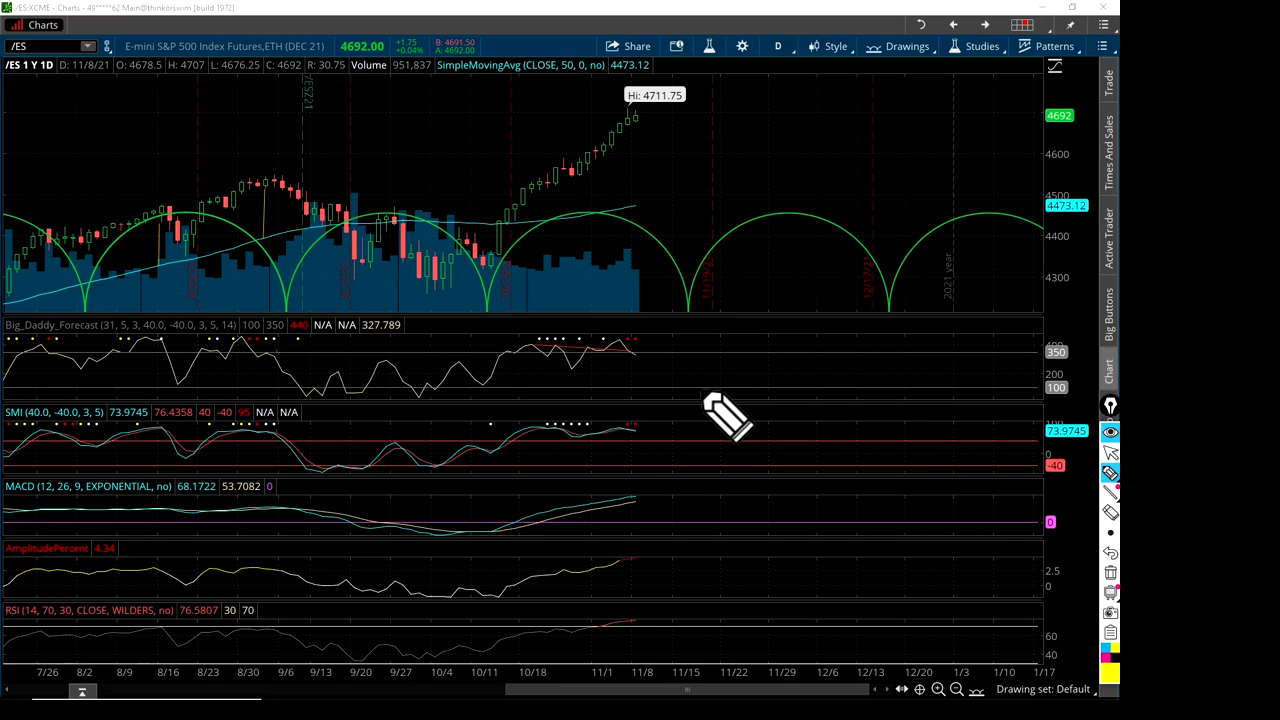 /ES:XCME - Charts - 49*****62 Main@thinkorswim [build 1972]
Charts
/ES E-mini S&P 500 Index Futures,ETH (DEC 21) 4692.00 +1.75 +0.04% B: 4691.50 A: 4692.00 Share D Style Drawings Studies Patterns
/ES 1 Y 1D D: 11/8/21 O: 4678.5 H: 4707 L: 4676.25 C: 4692 R: 30.75 Volume 951,837 SimpleMovingAvg (CLOSE, 50, 0, no) 4473.12
/ESZ21
Hi: 4711.75
4692
4600
4500
4473.12
4400
4300
11/19/21
12/17/21
2021 year
Big_Daddy_Forecast (31, 5, 3, 40.0, -40.0, 3, 5, 14) 100 350 440 N/A N/A 327.789
400
350
200
100
SMI (40.0, -40.0, 3, 5) 73.9745 76.4358 40 -40 95 N/A N/A
100
73.9745
0
-40
MACD (12, 26, 9, EXPONENTIAL, no) 68.1722 53.7082 0
0
AmplitudePercent 4.34
2.5
0
RSI (14, 70, 30, CLOSE, WILDERS, no) 76.5807 30 70
60
40
7/26 8/2 8/9 8/16 8/23 8/30 9/6 9/13 9/20 9/27 10/4 10/11 10/18 11/1 11/8 11/15 11/22 11/29 12/6 12/13 12/20 1/3 1/10 1/17
Drawing set: Default
Trade
Times And Sales
Active Trader
Big Buttons
Chart